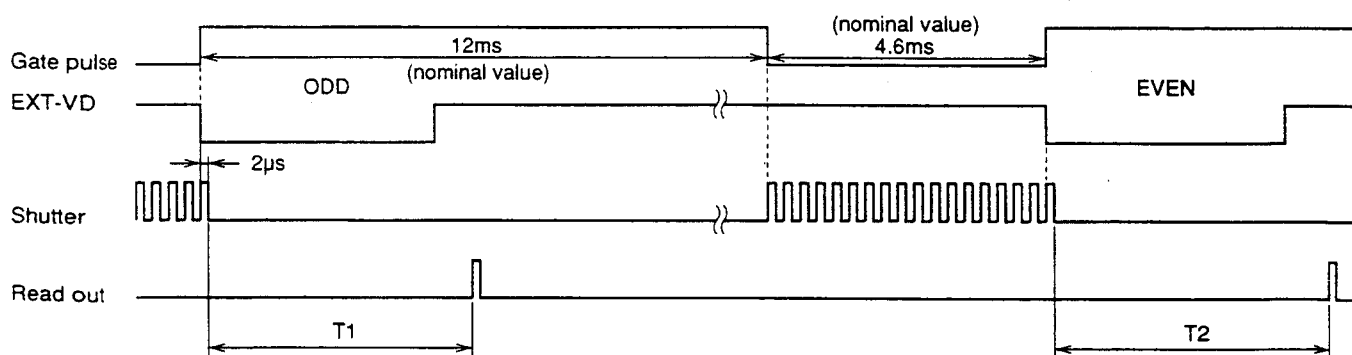 (nominal value)
12ms
4.6ms
Gate pulse
(nominal value)
ODD
EVEN
EXT-VD
2μs
Shutter
Read out
T1
T2